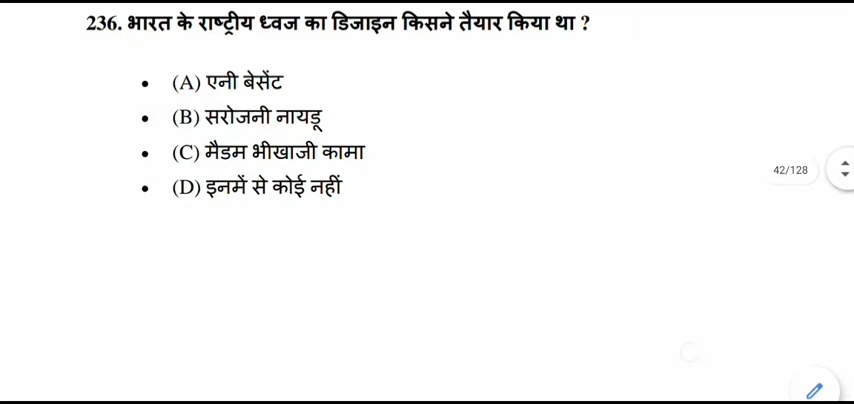 236. भारत के राष्ट्रीय ध्वज का डिजाइन किसने तैयार किया था ?
• (A) एनी बेसेंट
• (B) सरोजनी नायडू
• (C) मैडम भीखाजी कामा
42/128
• (D) इनमें से कोई नहीं